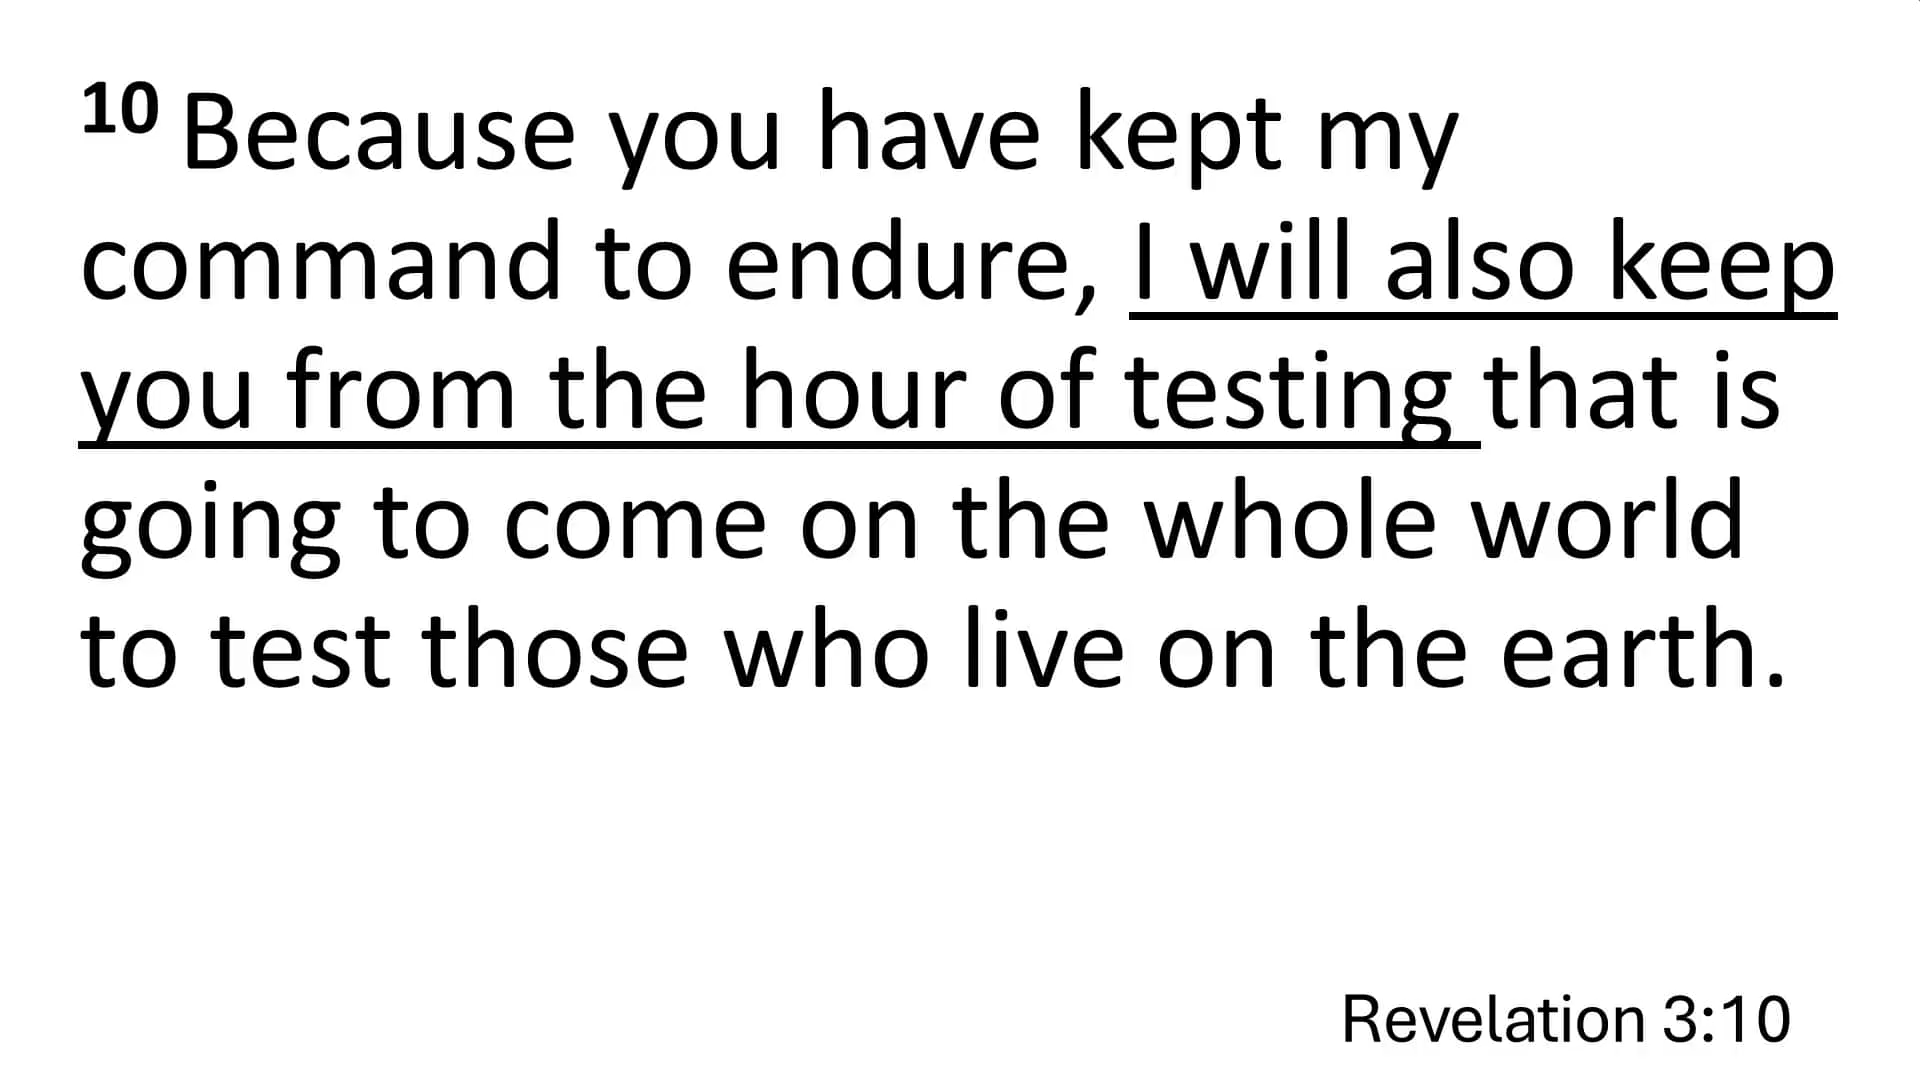 10 Because you have kept my
command to endure, I will also keep
you from the hour of testing that is
going to come on the whole world
to test those who live on the earth.
Revelation 3:10